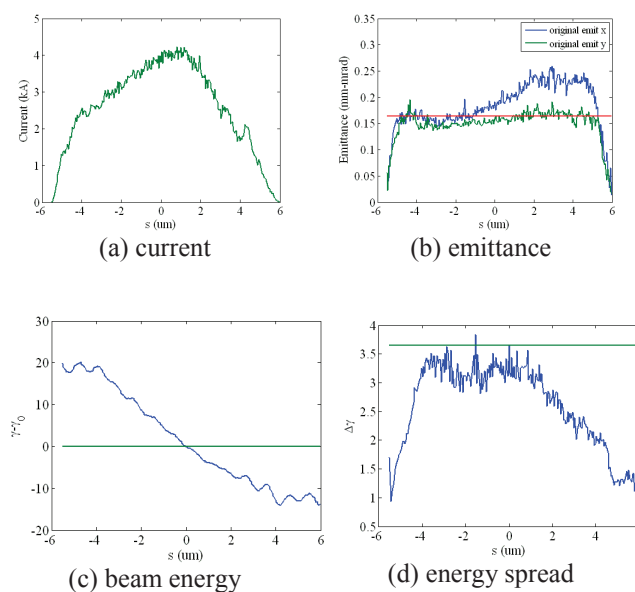 5
4
3
2
1
0
Current (kA)
-6 -4 -2 0 2 4 6
s (um)
(a) current
0.35
0.3
0.25
0.2
0.15
0.1
0.05
0
Emittance (mm-mrad)
original emit x
original emit y
-6 -4 -2 0 2 4 6
s (um)
(b) emittance
30
20
10
0
-10
-20
γ-γ0
-6 -4 -2 0 2 4 6
s (um)
(c) beam energy
4
3.5
3
2.5
2
1.5
1
0.5
Δγ
-6 -4 -2 0 2 4
s (um)
(d) energy spread